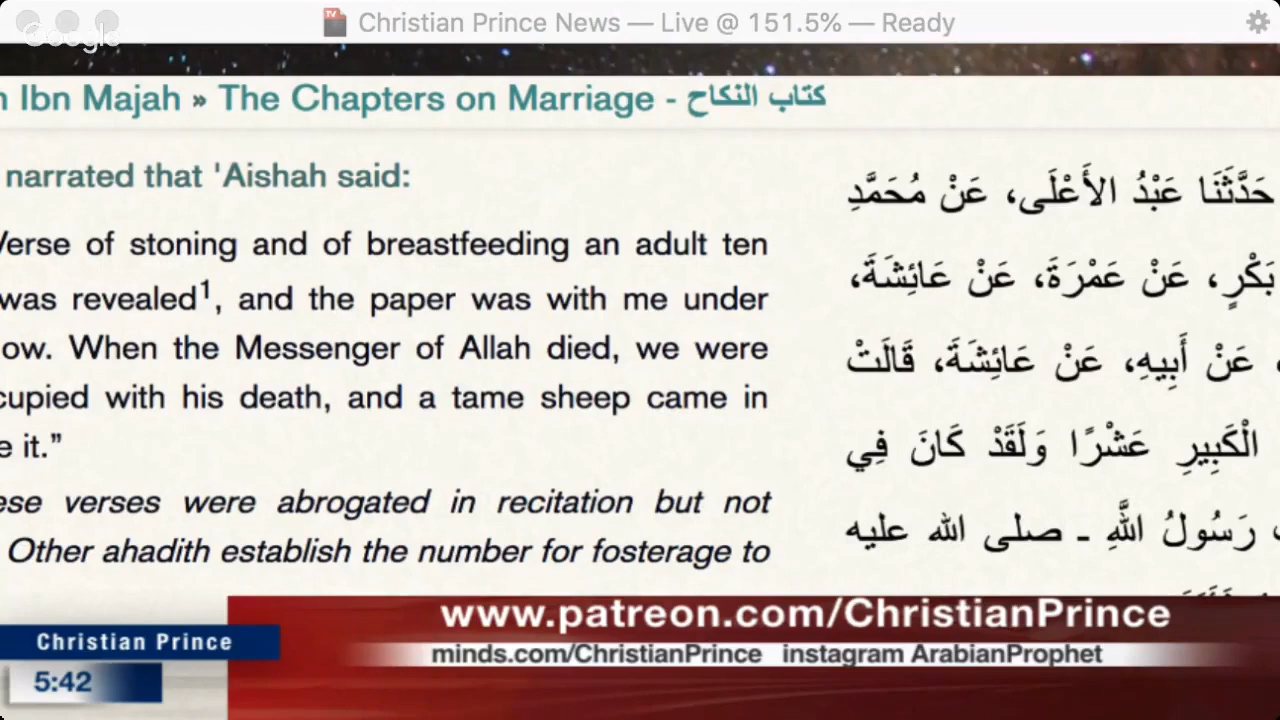 Christian Prince News — Live @ 151.5% — Ready
Google
Ibn Majah » The Chapters on Marriage - كتاب النكاح
narrated that 'Aishah said:
Verse of stoning and of breastfeeding an adult ten
was revealed1, and the paper was with me under
When the Messenger of Allah died, we were
with his death, and a tame sheep came in
it.”
verses were abrogated in recitation but not
Other ahadith establish the number for fosterage to
حَدَّثَنَا عَبْدُ الأَعْلَى، عَنْ مُحَمَّدِ
بَكْرٍ، عَنْ عَمْرَةَ، عَنْ عَائِشَةَ،
عَنْ أَبِيهِ، عَنْ عَائِشَةَ، قَالَتْ
الْكَبِيرِ عَشْرًا وَلَقَدْ كَانَ فِي
رَسُولُ اللَّهِ ـ صلى الله عليه
www.patreon.com/ChristianPrince
Christian Prince
minds.com/ChristianPrince instagram ArabianProphet
5:42